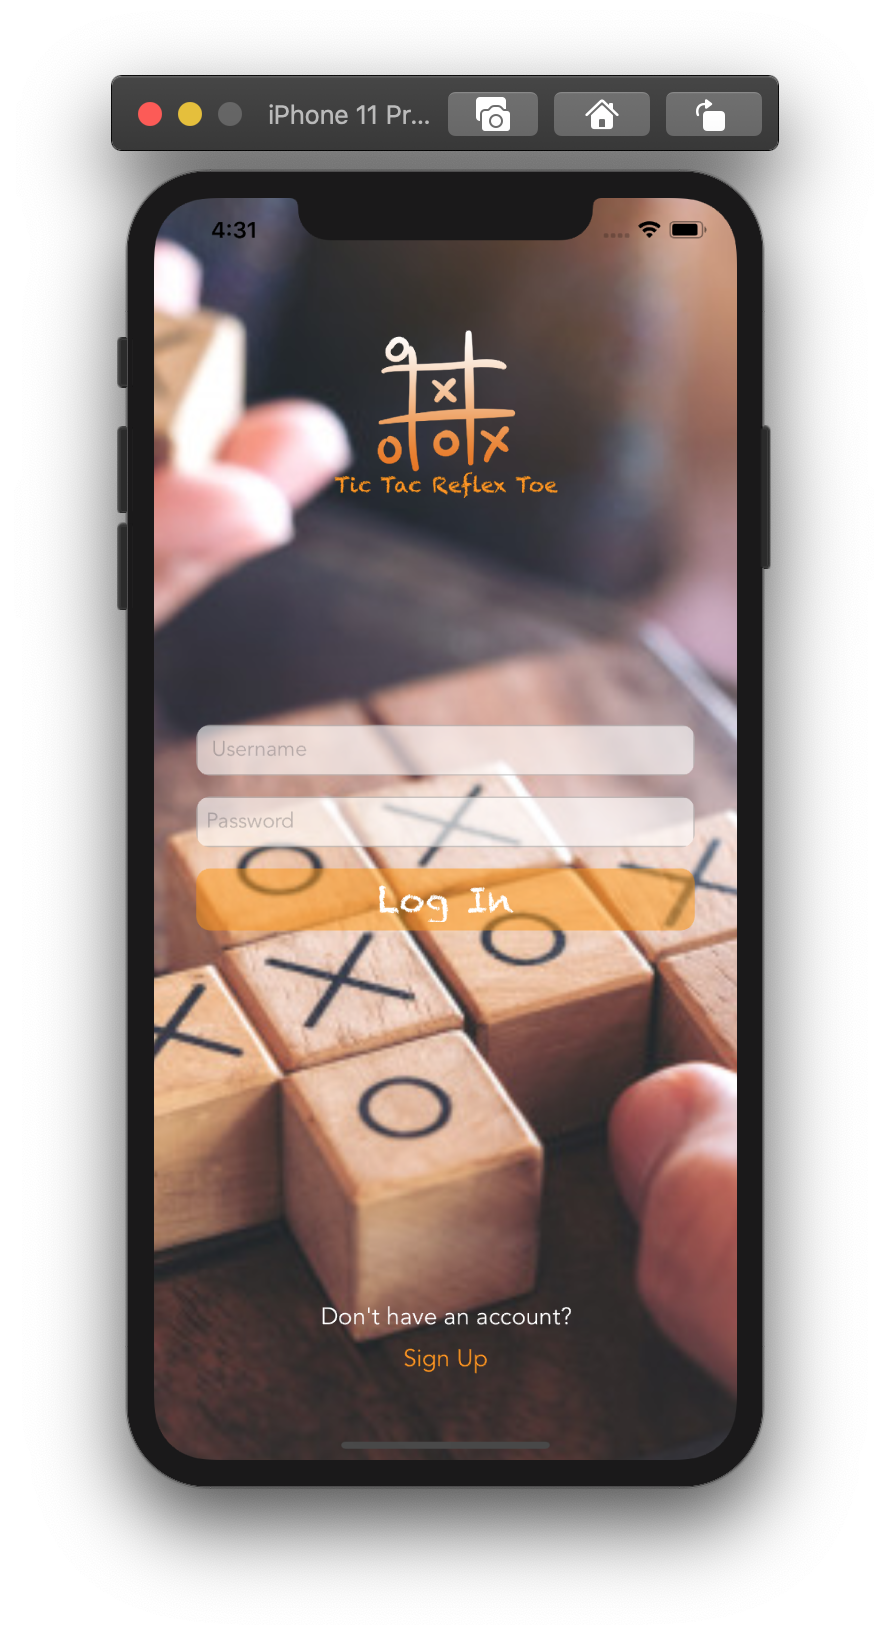 iPhone 11 Pr...
4:31
Tic Tac Reflex Toe
Username
Password
Log In
Don't have an account?
Sign Up